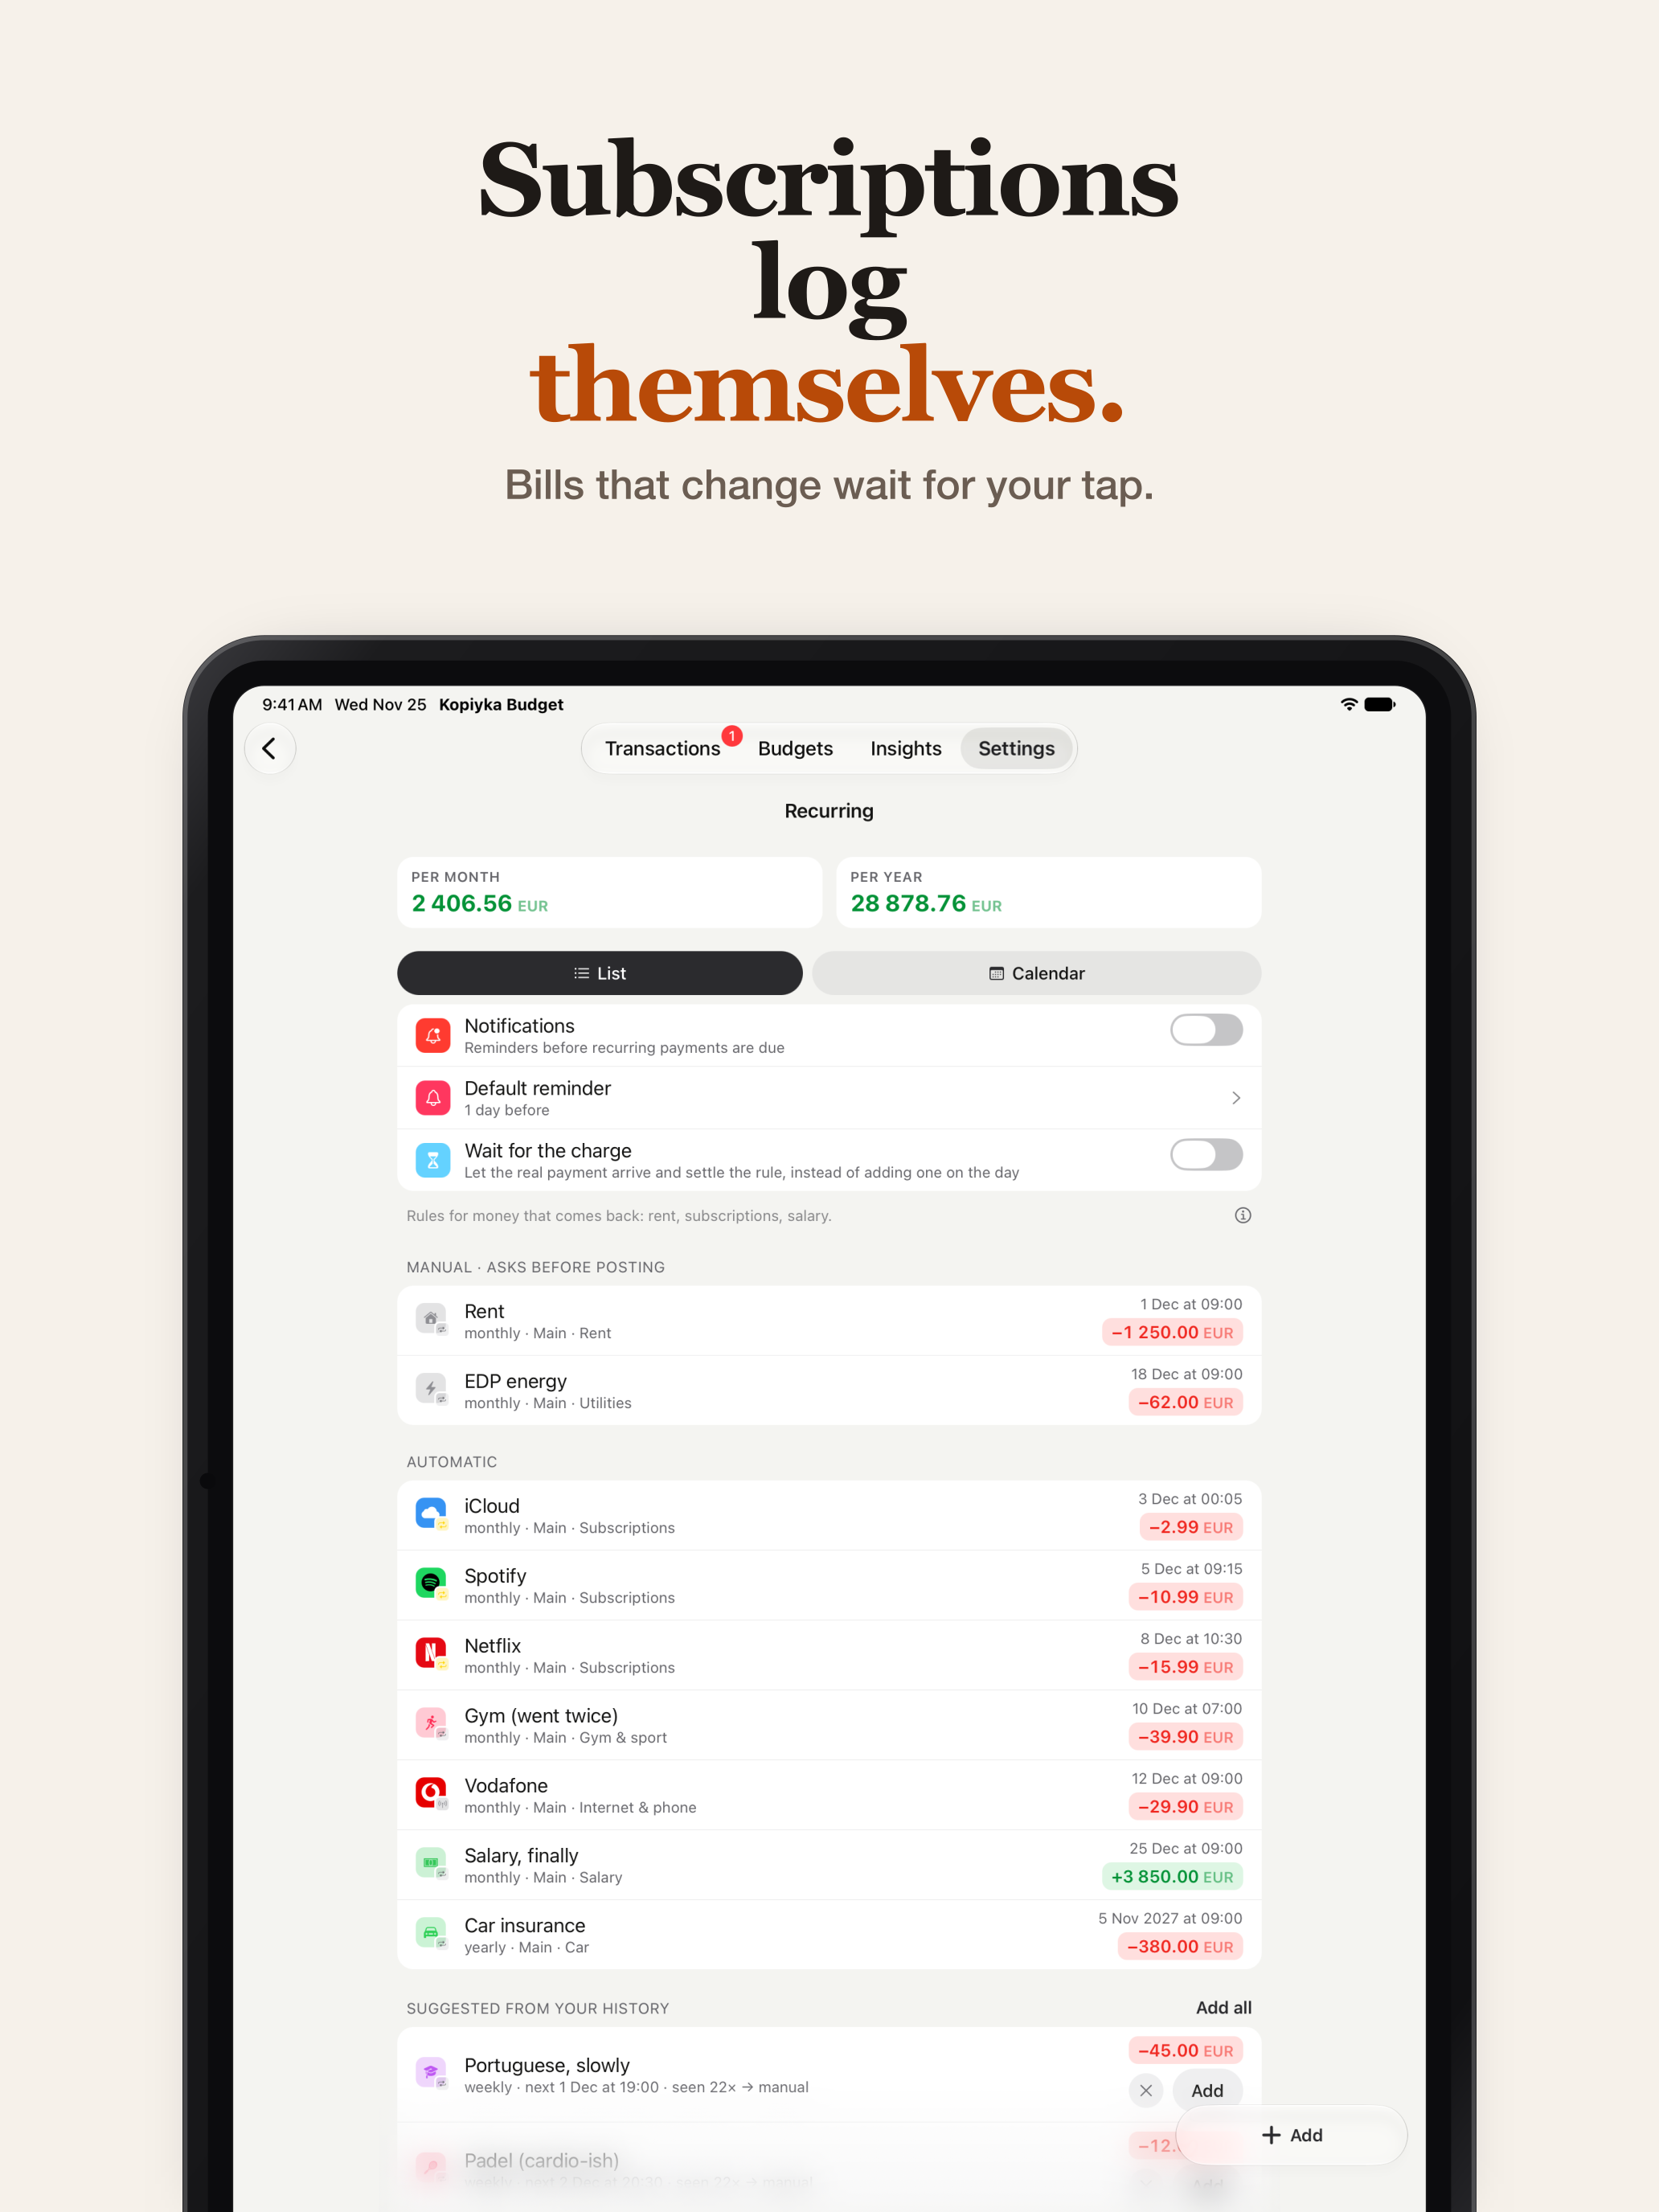 Subscriptions
log
themselves.
Bills that change wait for your tap.
9:41 AM Wed Nov 25 Kopiyka Budget
Transactions 1 Budgets Insights Settings
Recurring
PER MONTH
2 406.56 EUR
PER YEAR
28 878.76 EUR
List
Calendar
Notifications
Reminders before recurring payments are due
Default reminder
1 day before
Wait for the charge
Let the real payment arrive and settle the rule, instead of adding one on the day
Rules for money that comes back: rent, subscriptions, salary.
MANUAL · ASKS BEFORE POSTING
Rent
monthly · Main · Rent
1 Dec at 09:00
−1 250.00 EUR
EDP energy
monthly · Main · Utilities
18 Dec at 09:00
−62.00 EUR
AUTOMATIC
iCloud
monthly · Main · Subscriptions
3 Dec at 00:05
−2.99 EUR
Spotify
monthly · Main · Subscriptions
5 Dec at 09:15
−10.99 EUR
Netflix
monthly · Main · Subscriptions
8 Dec at 10:30
−15.99 EUR
Gym (went twice)
monthly · Main · Gym & sport
10 Dec at 07:00
−39.90 EUR
Vodafone
monthly · Main · Internet & phone
12 Dec at 09:00
−29.90 EUR
Salary, finally
monthly · Main · Salary
25 Dec at 09:00
+3 850.00 EUR
Car insurance
yearly · Main · Car
5 Nov 2027 at 09:00
−380.00 EUR
SUGGESTED FROM YOUR HISTORY
Add all
Portuguese, slowly
weekly · next 1 Dec at 19:00 · seen 22× → manual
−45.00 EUR
Add
Padel (cardio-ish)
−12.
+ Add